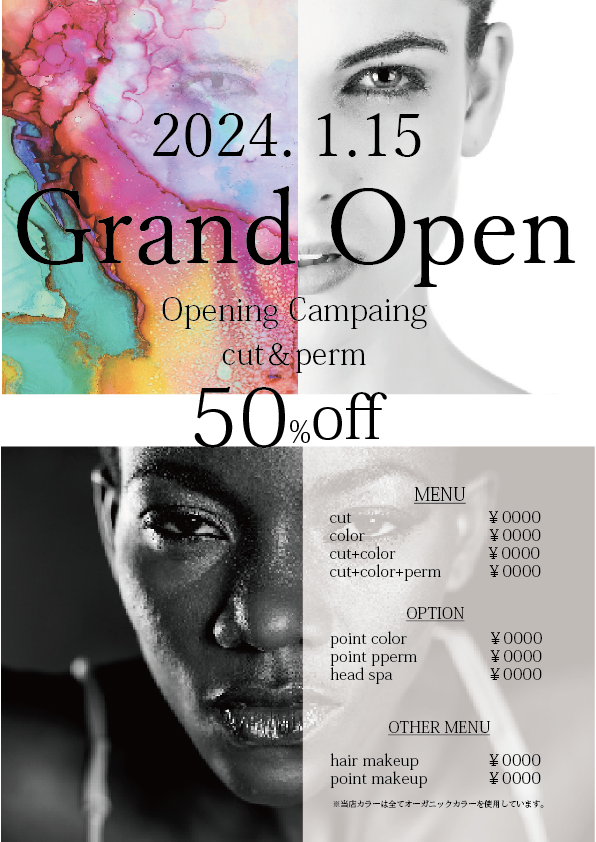 2024. 1.15
Grand Open
Opening Campaing
cut＆perm
50%off
MENU
cut ¥0000
color ¥0000
cut+color ¥0000
cut+color+perm ¥0000
OPTION
point color ¥0000
point pperm ¥0000
head spa ¥0000
OTHER MENU
hair makeup ¥0000
point makeup ¥0000
※当店カラーは全てオーガニックカラーを使用しています。